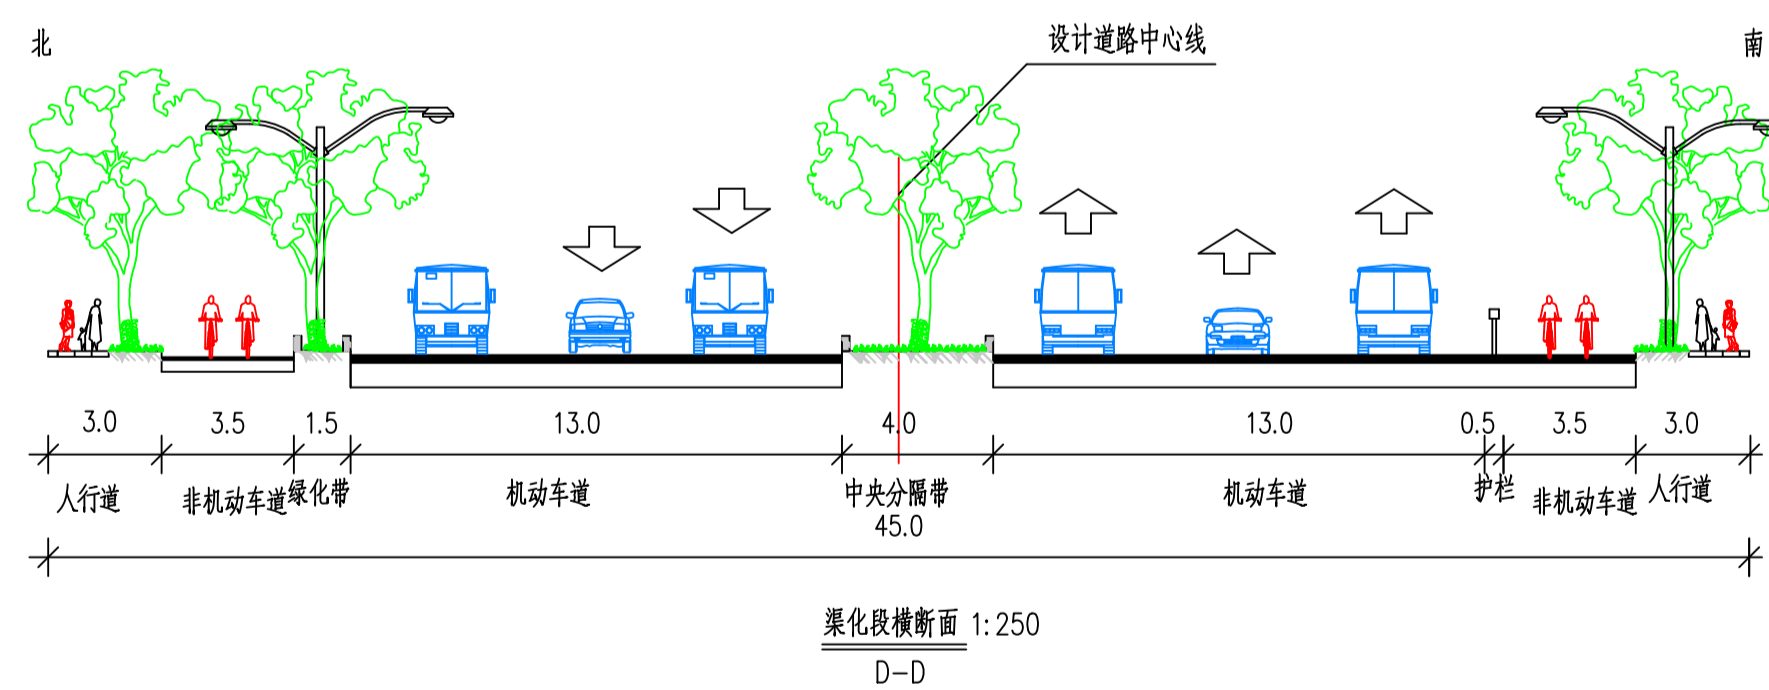 北
设计道路中心线
南
3.0 3.5 1.5 13.0 4.0 13.0 0.5 3.5 3.0
人行道 非机动车道 绿化带 机动车道 中央分隔带 机动车道 护栏 非机动车道 人行道
45.0
渠化段横断面 1:250
D-D